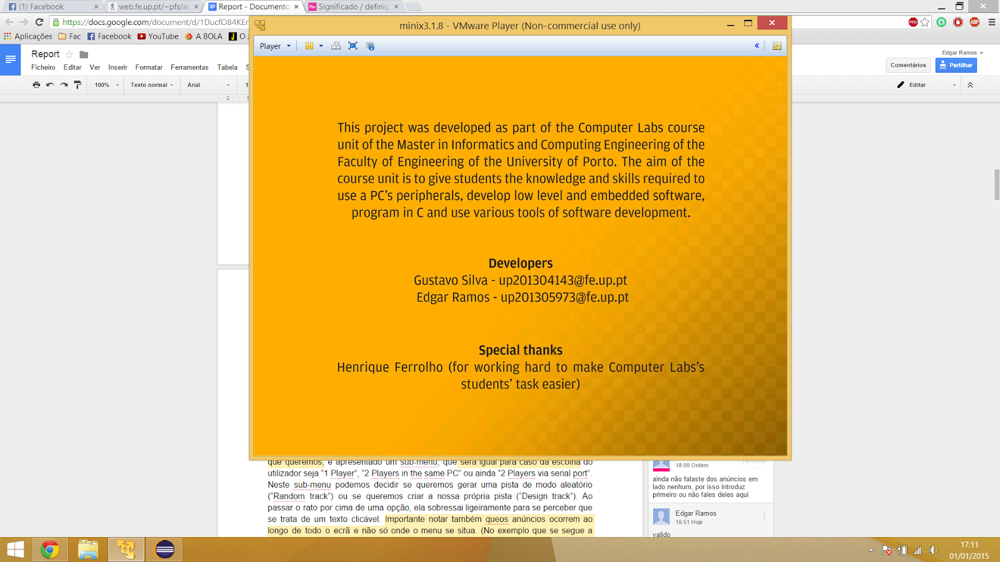 (1) Facebook
web.fe.up.pt/~pfs/au
Report - Documento
Significado / definiç
https://docs.google.com/document/d/1DucfO84KEr
PRO
ABP
Aplicações
Fac
Facebook
YouTube
A BOLA
O J
minix3.1.8 - VMware Player (Non-commercial use only)
Player
Report
Edgar Ramos
Ficheiro Editar Ver Inserir Formatar Ferramentas Tabela S
Comentários
Partilhar
100% Texto normal Arial 1
Editar
2 1
This project was developed as part of the Computer Labs course
unit of the Master in Informatics and Computing Engineering of the
Faculty of Engineering of the University of Porto. The aim of the
course unit is to give students the knowledge and skills required to
use a PC's peripherals, develop low level and embedded software,
program in C and use various tools of software development.
Developers
Gustavo Silva - up201304143@fe.up.pt
Edgar Ramos - up201305973@fe.up.pt
Special thanks
Henrique Ferrolho (for working hard to make Computer Labs's
students' task easier)
que queremos, é apresentado um sub-menu, que será igual para caso da escolha do
utilizador seja “1 Player”, “2 Players in the same PC” ou ainda “2 Players via serial port”.
Neste sub-menu podemos decidir se queremos gerar uma pista de modo aleatório
(“Random track”) ou se queremos criar a nossa própria pista (“Design track”). Ao
passar o rato por cima de uma opção, ela sobressai ligeiramente para se perceber que
se trata de um texto clicável. Importante notar também queos anúncios ocorrem ao
longo de todo o ecrã e não só onde o menu se situa. (No exemplo que se segue a
18:09 Ontem
ainda não falaste dos anúncios em
lado nenhum, por isso introduz
primeiro ou não fales deles aqui
Edgar Ramos
16:51 Hoje
valido
17:11
01/01/2015